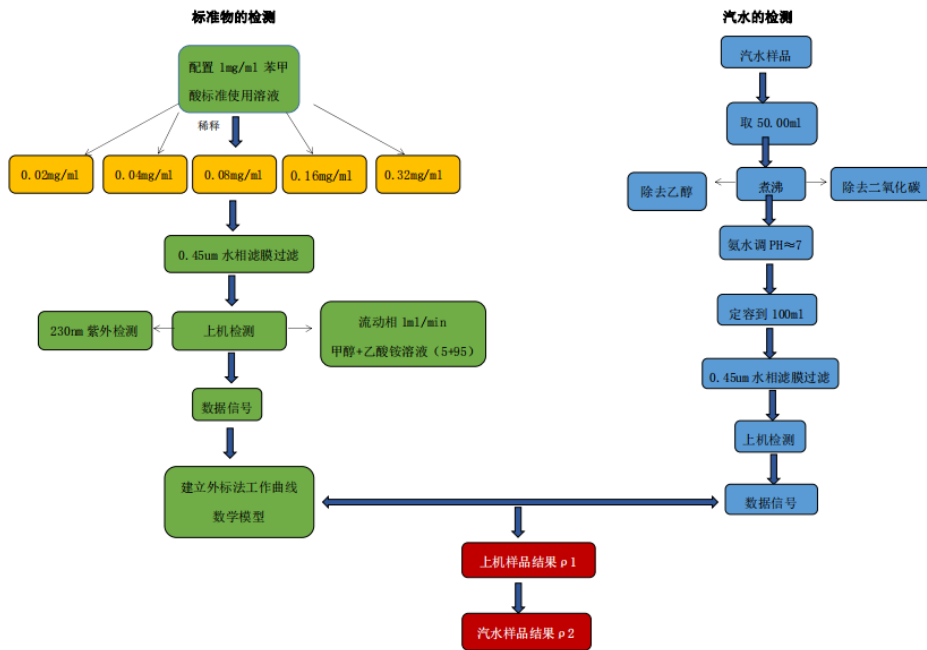 标准物的检测
配置 1mg/ml 苯甲
酸标准使用溶液
稀释
0.02mg/ml
0.04mg/ml
0.08mg/ml
0.16mg/ml
0.32mg/ml
0.45um 水相滤膜过滤
230nm 紫外检测
上机检测
流动相 1ml/min
甲醇+乙酸铵溶液（5+95）
数据信号
建立外标法工作曲线
数学模型
汽水的检测
汽水样品
取 50.00ml
除去乙醇
煮沸
除去二氧化碳
氨水调 PH≈7
定容到 100ml
0.45um 水相滤膜过滤
上机检测
数据信号
上机样品结果 ρ1
汽水样品结果 ρ2